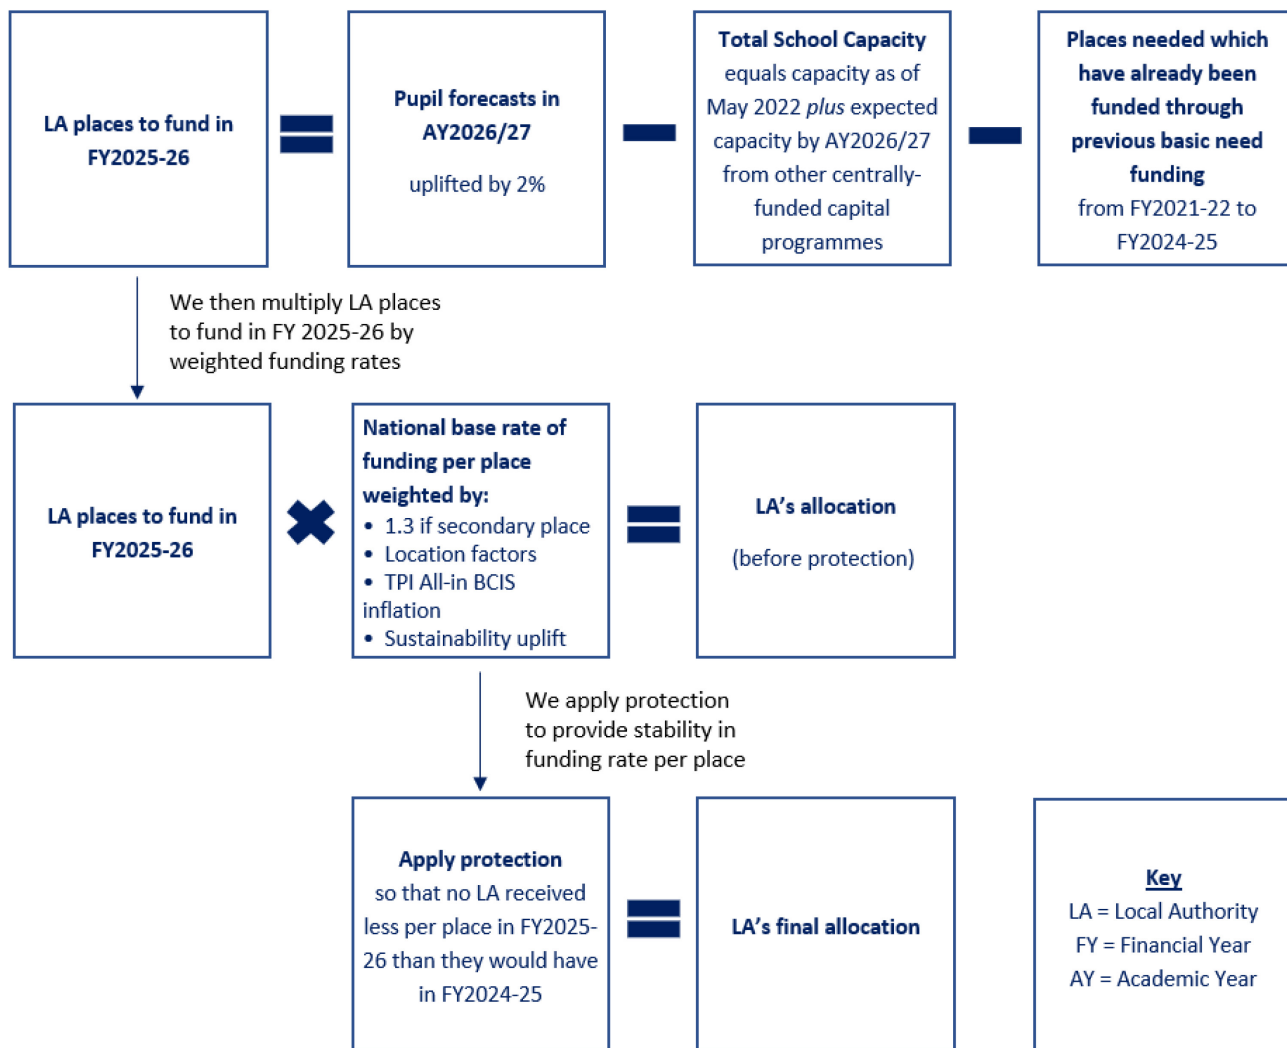 LA places to fund in
FY2025-26
Pupil forecasts in
AY2026/27
uplifted by 2%
Total School Capacity
equals capacity as of
May 2022 plus expected
capacity by AY2026/27
from other centrally-
funded capital
programmes
Places needed which
have already been
funded through
previous basic need
funding
from FY2021-22 to
FY2024-25
We then multiply LA places
to fund in FY 2025-26 by
weighted funding rates
LA places to fund in
FY2025-26
National base rate of
funding per place
weighted by:
• 1.3 if secondary place
• Location factors
• TPI All-in BCIS
inflation
• Sustainability uplift
LA's allocation
(before protection)
We apply protection
to provide stability in
funding rate per place
Apply protection
so that no LA received
less per place in FY2025-
26 than they would have
in FY2024-25
LA's final allocation
Key
LA = Local Authority
FY = Financial Year
AY = Academic Year